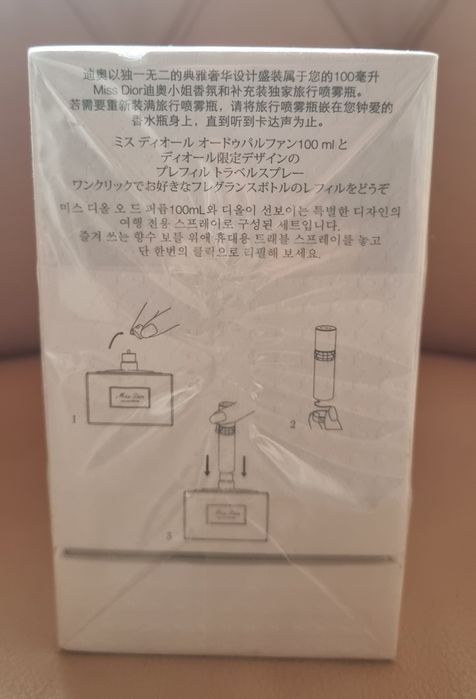 迪奥以独一无二的典雅奢华设计盛装属于您的100毫升
Miss Dior迪奥小姐香氛和补充装独家旅行喷雾瓶。
若需要重新装满旅行喷雾瓶，请将旅行喷雾瓶嵌在您钟爱的
香水瓶身上，直到听到卡达声为止。
ミス ディオール オードゥパルファン100 mlと
ディオール限定デザインの
プレフィル トラベルスプレー
ワンクリックでお好きなフレグランスボトルのレフィルをどうぞ
미스 디올 오 드 퍼퓸100mL와 디올이 선보이는 특별한 디자인의
여행 전용 스프레이로 구성된 세트입니다.
즐겨 쓰는 향수 보틀 위에 휴대용 트래블 스프레이를 놓고
단 한번의 클릭으로 리필해 보세요.
Miss Dior
1
2
Miss Dior
3